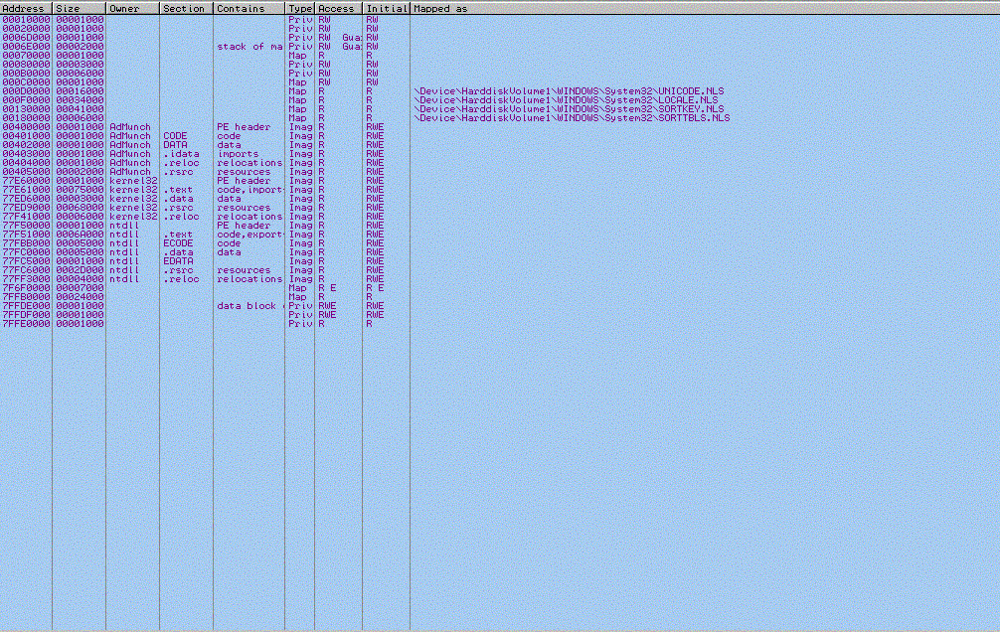 Address Size Owner Section Contains Type Access Initial Mapped as
00010000 00001000 Priv RW RW
00020000 00001000 Priv RW RW
0006D000 00001000 Priv RW Gua: RW
0006E000 00002000 stack of ma Priv RW Gua: RW
00070000 00001000 Map R R
00080000 00003000 Priv RW RW
000B0000 00006000 Priv RW RW
000C0000 00001000 Map RW RW
000D0000 00016000 Map R R \Device\HarddiskVolume1\WINDOWS\System32\UNICODE.NLS
000F0000 00034000 Map R R \Device\HarddiskVolume1\WINDOWS\System32\LOCALE.NLS
00130000 00041000 Map R R \Device\HarddiskVolume1\WINDOWS\System32\SORTKEY.NLS
00180000 00006000 Map R R \Device\HarddiskVolume1\WINDOWS\System32\SORTTBLS.NLS
00400000 00001000 AdMunch PE header Imag R RWE
00401000 00001000 AdMunch CODE code Imag R RWE
00402000 00001000 AdMunch DATA data Imag R RWE
00403000 00001000 AdMunch .idata imports Imag R RWE
00404000 00001000 AdMunch .reloc relocations Imag R RWE
00405000 00002000 AdMunch .rsrc resources Imag R RWE
77E60000 00001000 kernel32 PE header Imag R RWE
77E61000 00075000 kernel32 .text code,import: Imag R RWE
77ED6000 00003000 kernel32 .data data Imag R RWE
77ED9000 00068000 kernel32 .rsrc resources Imag R RWE
77F41000 00006000 kernel32 .reloc relocations Imag R RWE
77F50000 00001000 ntdll PE header Imag R RWE
77F51000 0006A000 ntdll .text code,export: Imag R RWE
77FBB000 00005000 ntdll ECODE code Imag R RWE
77FC0000 00005000 ntdll .data data Imag R RWE
77FC5000 00001000 ntdll EDATA Imag R RWE
77FC6000 0002D000 ntdll .rsrc resources Imag R RWE
77FF3000 00004000 ntdll .reloc relocations Imag R RWE
7F6F0000 00007000 Map R E R E
7FFB0000 00024000 Map R R
7FFDE000 00001000 data block Priv RWE RWE
7FFDF000 00001000 Priv RWE RWE
7FFE0000 00001000 Priv R R